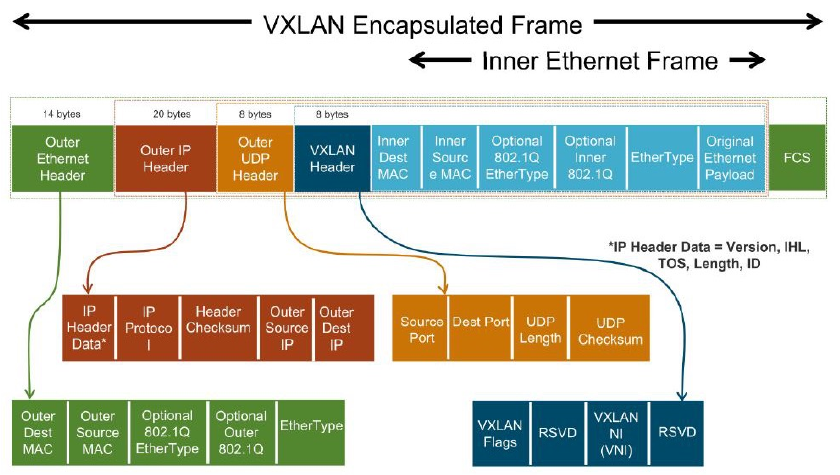 VXLAN Encapsulated Frame
Inner Ethernet Frame
14 bytes
20 bytes
8 bytes
8 bytes
Outer
Ethernet
Header
Outer IP
Header
Outer
UDP
Header
VXLAN
Header
Inner
Dest
MAC
Inner
Sourc
e MAC
Optional
802.1Q
EtherType
Optional
Inner
802.1Q
EtherType
Original
Ethernet
Payload
FCS
*IP Header Data = Version, IHL,
TOS, Length, ID
IP
Header
Data*
IP
Protoco
l
Header
Checksum
Outer
Source
IP
Outer
Dest
IP
Source
Port
Dest Port
UDP
Length
UDP
Checksum
Outer
Dest
MAC
Outer
Source
MAC
Optional
802.1Q
EtherType
Optional
Outer
802.1Q
EtherType
VXLAN
Flags
RSVD
VXLAN
NI
(VNI)
RSVD